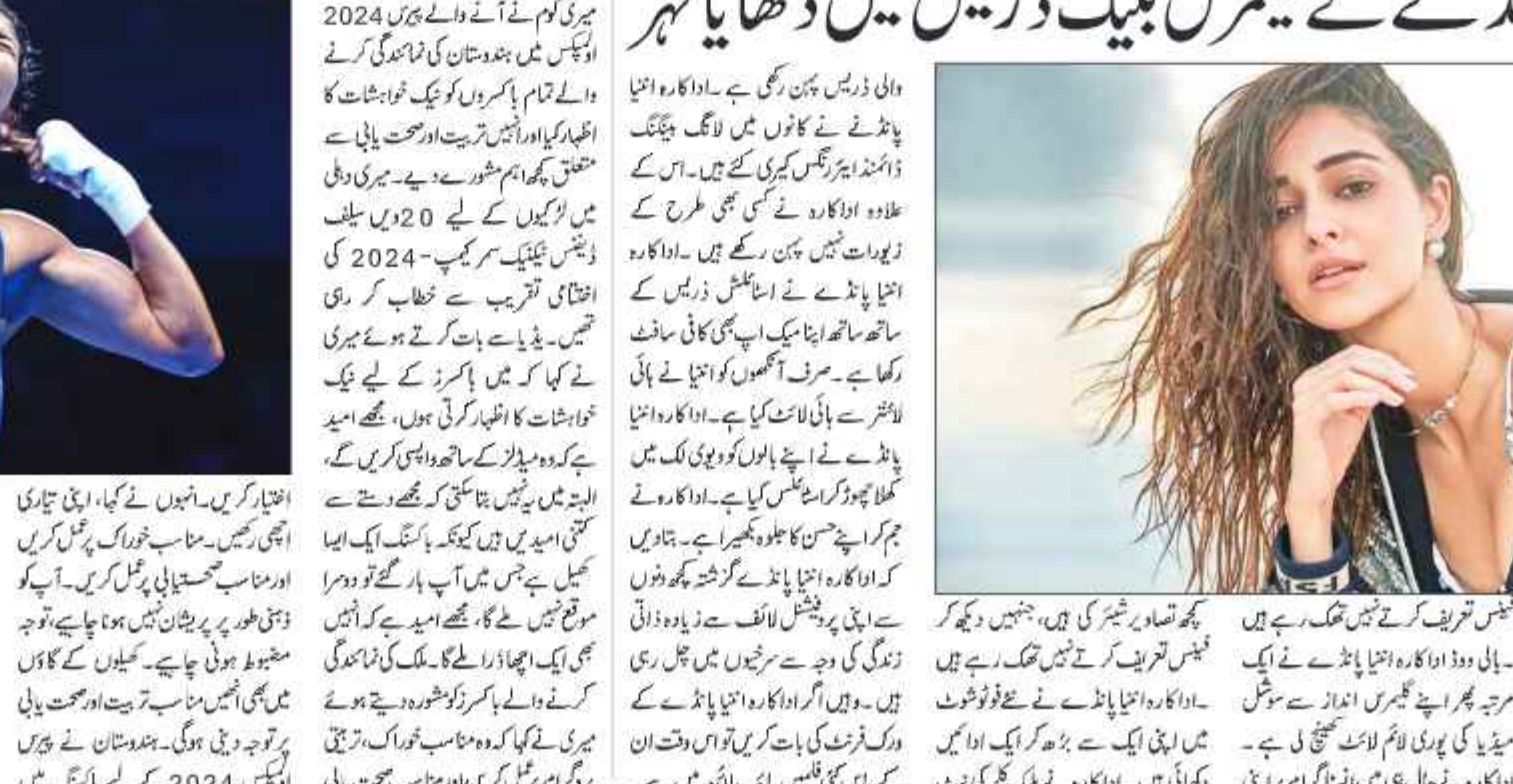 میری کوم نے آنے والے پیرس 2024
اولمپکس میں ہندوستان کی نمائندگی کرنے
والے تمام باکسروں کو نیک خواہشات کا
اظہار کیا اور انہیں تربیت اور صحت یابی سے
متعلق کچھ اہم مشورے دیے۔ میری دہلی
میں لڑکیوں کے لیے 20ویں سیلف
ڈیفنس ٹیکنیک سمر کیمپ-2024 کی
اختتامی تقریب سے خطاب کر رہی
تھیں۔ یڈیا سے بات کرتے ہوئے میری
نے کہا کہ میں باکسرز کے لیے نیک
خواہشات کا اظہار کرتی ہوں، مجھے امید
ہے کہ وہ میڈلز کے ساتھ واپسی کریں گے،
البتہ میں یہ نہیں بتا سکتی کہ مجھے دستے سے
کتنی امیدیں ہیں کیونکہ باکسنگ ایک ایسا
کھیل ہے جس میں آپ ہار گئے تو دوسرا
موقع نہیں ملے گا، مجھے امید ہے کہ انہیں
بھی ایک اچھا ڈرا ملے گا۔ ملک کی نمائندگی
کرنے والے باکسرز کو مشورہ دیتے ہوئے
میری نے کہا کہ وہ مناسب خوراک، تربیتی
اختیار کریں۔ انہوں نے کہا، اپنی تیاری
اچھی رکھیں۔ مناسب خوراک پر عمل کریں
اور مناسب صحتیابی پر عمل کریں۔ آپ کو
ذہنی طور پر پریشان نہیں ہونا چاہیے، توجہ
مضبوط ہونی چاہیے۔ کھیلوں کے گاؤں
میں بھی انھیں مناسب تربیت اور صحت یابی
پر توجہ دینی ہوگی۔ ہندوستان نے پیرس
بلیک ڈریس میں دکھایا قہر
فینس تعریف کرتے نہیں تھک رہے ہیں
۔ بالی ووڈ اداکارہ اننیا پانڈے نے ایک
مرتبہ پھر اپنے گلیمرس انداز سے سوشل
میڈیا کی پوری لائم لائٹ کھینچ لی ہے ۔
کچھ تصاویر شیئر کی ہیں، جنہیں دیکھ کر
فینس تعریف کرتے نہیں تھک رہے ہیں
۔اداکارہ اننیا پانڈے نے نئے فوٹوشوٹ
میں اپنی ایک سے بڑھ کر ایک ادائیں
والی ڈریس پہن رکھی ہے ۔اداکارہ اننیا
پانڈنے نے کانوں میں لانگ ہینگنگ
ڈائمنڈ ایئررنگس کیری کئے ہیں۔ اس کے
علاوہ اداکارہ نے کسی بھی طرح کے
زیورات نہیں پہن رکھے ہیں ۔اداکارہ
اننیا پانڈے نے اسٹائلش ڈریس کے
ساتھ ساتھ اپنا میک اپ بھی کافی سافٹ
رکھا ہے ۔صرف آنکھوں کو اننیا نے ہائی
لائنر سے ہائی لائٹ کیا ہے ۔اداکارہ اننیا
پانڈے نے اپنے بالوں کو ویوی لک میں
کھلا چھوڑ کر اسٹائلس کیا ہے۔ اداکارہ نے
جم کر اپنے حسن کا جلوہ بکھیرا ہے ۔ بتادیں
کہ اداکارہ اننیا پانڈے گزشتہ کچھ دنوں
سے اپنی پروفیشنل لائف سے زیادہ ذاتی
زندگی کی وجہ سے سرخیوں میں چل رہی
ہیں ۔ وہیں اگر اداکارہ اننیا پانڈے کے
ورک فرنٹ کی بات کریں تو اس وقت ان